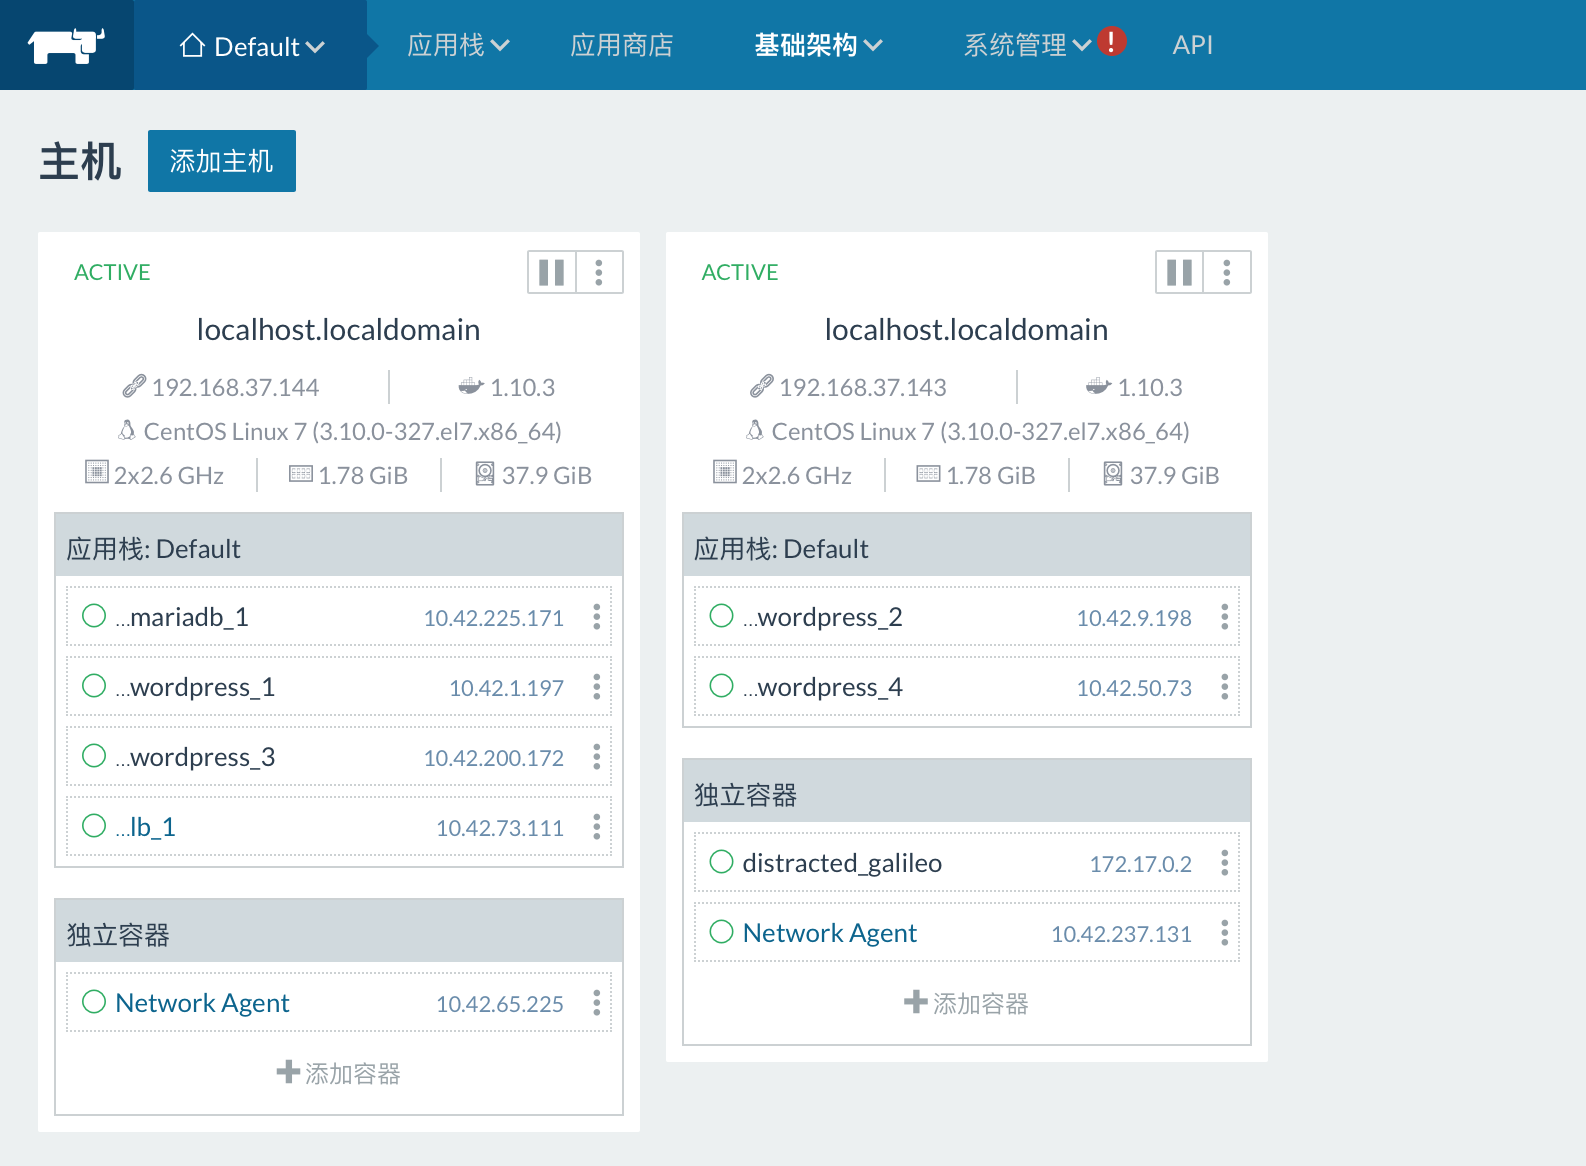 Default 应用栈 应用商店 基础架构 系统管理 ! API
主机 添加主机
ACTIVE
localhost.localdomain
192.168.37.144 1.10.3
CentOS Linux 7 (3.10.0-327.el7.x86_64)
2x2.6 GHz 1.78 GiB 37.9 GiB
应用栈: Default
...mariadb_1 10.42.225.171
...wordpress_1 10.42.1.197
...wordpress_3 10.42.200.172
...lb_1 10.42.73.111
独立容器
Network Agent 10.42.65.225
添加容器
ACTIVE
localhost.localdomain
192.168.37.143 1.10.3
CentOS Linux 7 (3.10.0-327.el7.x86_64)
2x2.6 GHz 1.78 GiB 37.9 GiB
应用栈: Default
...wordpress_2 10.42.9.198
...wordpress_4 10.42.50.73
独立容器
distracted_galileo 172.17.0.2
Network Agent 10.42.237.131
添加容器